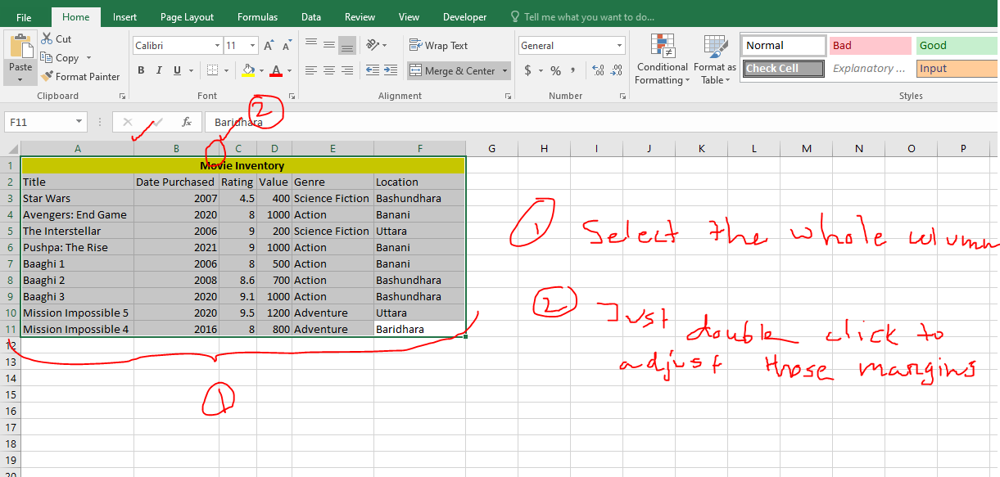 File Home Insert Page Layout Formulas Data Review View Developer Tell me what you want to do...
Cut Calibri 11 A A Wrap Text General Normal Bad Good
Paste Copy Format Painter B I U A Merge & Center $ % , .0 .00 Conditional Formatting Format as Table Check Cell Explanatory ... Input
Clipboard Font Alignment Number Styles
2
F11 fx Baridhara
A B C D E F G H I J K L M N O P
1 Movie Inventory
2 Title Date Purchased Rating Value Genre Location
3 Star Wars 2007 4.5 400 Science Fiction Bashundhara
4 Avengers: End Game 2020 8 1000 Action Banani
5 The Interstellar 2006 9 200 Science Fiction Uttara
6 Pushpa: The Rise 2021 9 1000 Action Banani
7 Baaghi 1 2006 8 500 Action Banani
8 Baaghi 2 2008 8.6 700 Action Bashundhara
9 Baaghi 3 2020 9.1 1000 Action Bashundhara
10 Mission Impossible 5 2020 9.5 1200 Adventure Uttara
11 Mission Impossible 4 2016 8 800 Adventure Baridhara
12
13
14
15
16
17
18
19
20
1
1 Select the whole column
2 Just double click to
adjust those margins